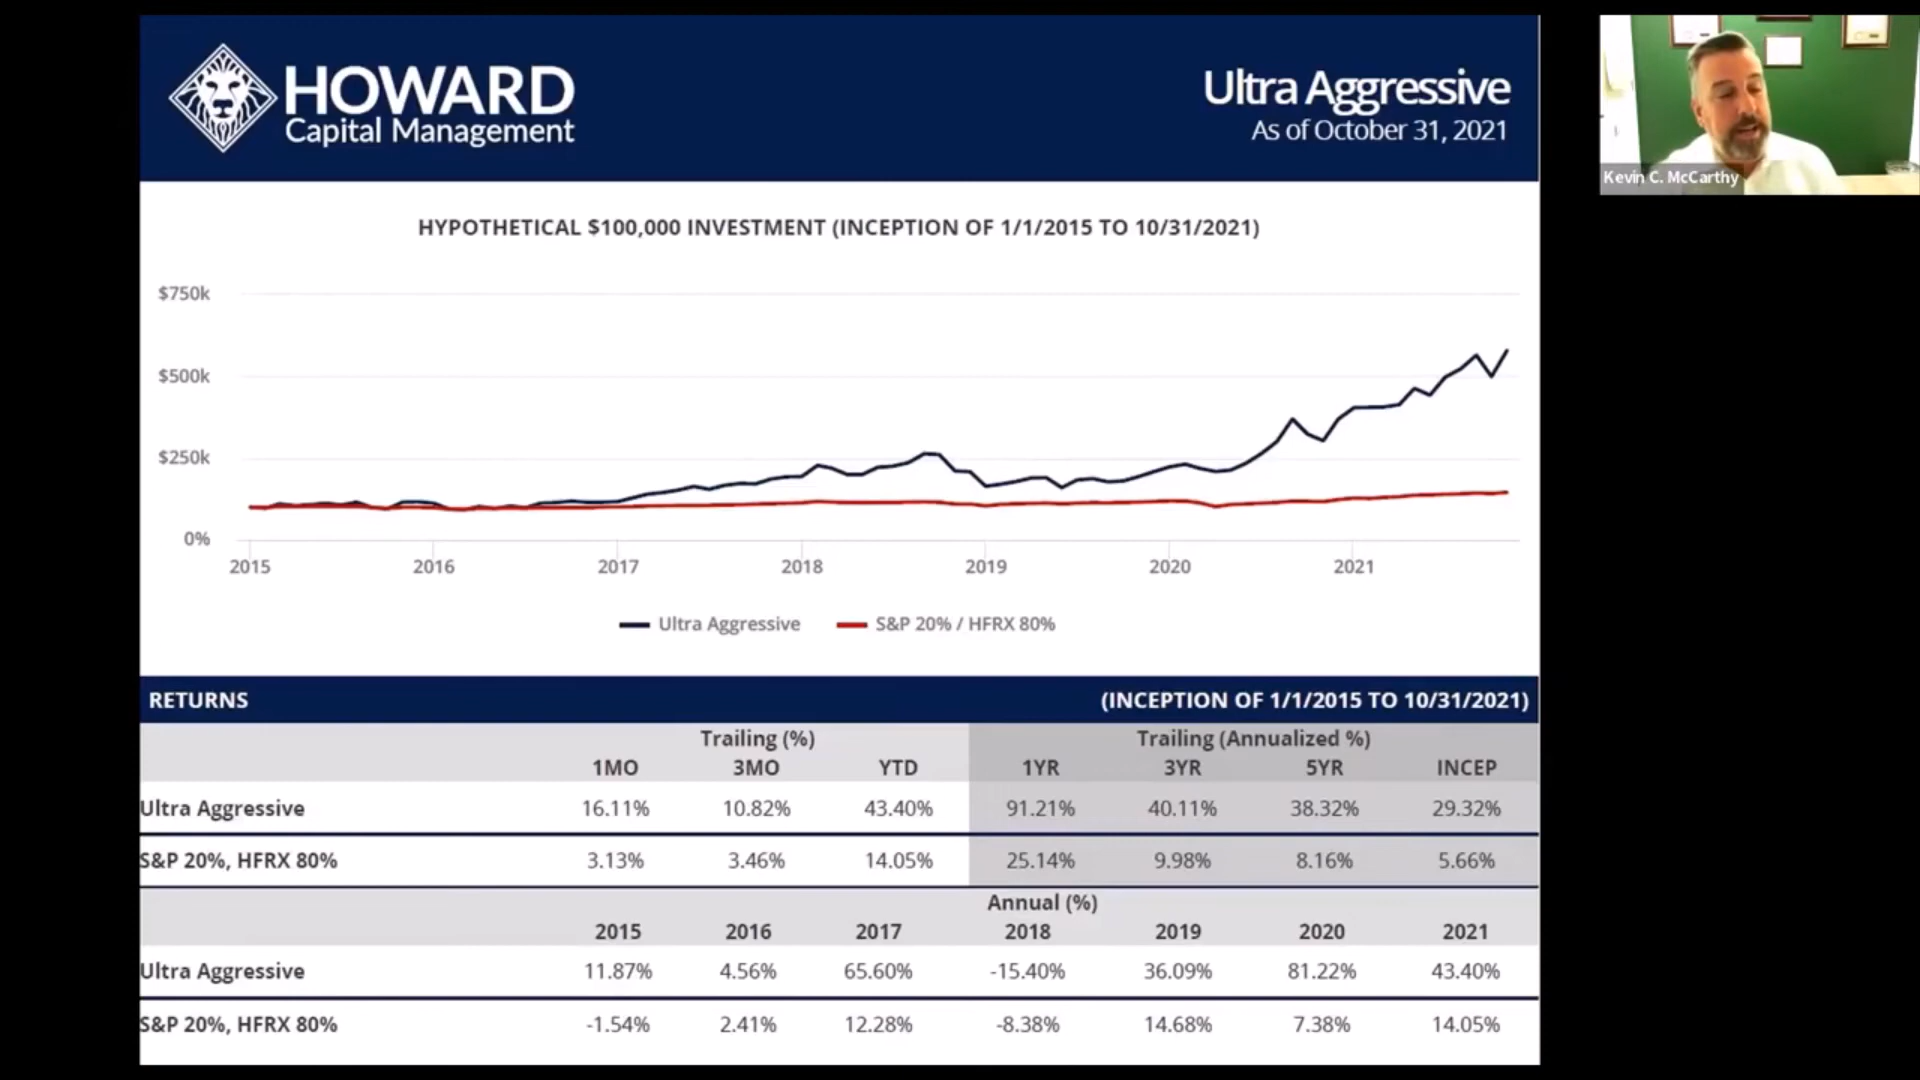 HOWARD
Capital Management
Ultra Aggressive
As of October 31, 2021
Kevin C. McCarthy
HYPOTHETICAL $100,000 INVESTMENT (INCEPTION OF 1/1/2015 TO 10/31/2021)
$750k
$500k
$250k
0%
2015 2016 2017 2018 2019 2020 2021
Ultra Aggressive S&P 20% / HFRX 80%
RETURNS (INCEPTION OF 1/1/2015 TO 10/31/2021)
Trailing (%) Trailing (Annualized %)
1MO 3MO YTD 1YR 3YR 5YR INCEP
Ultra Aggressive 16.11% 10.82% 43.40% 91.21% 40.11% 38.32% 29.32%
S&P 20%, HFRX 80% 3.13% 3.46% 14.05% 25.14% 9.98% 8.16% 5.66%
Annual (%)
2015 2016 2017 2018 2019 2020 2021
Ultra Aggressive 11.87% 4.56% 65.60% -15.40% 36.09% 81.22% 43.40%
S&P 20%, HFRX 80% -1.54% 2.41% 12.28% -8.38% 14.68% 7.38% 14.05%